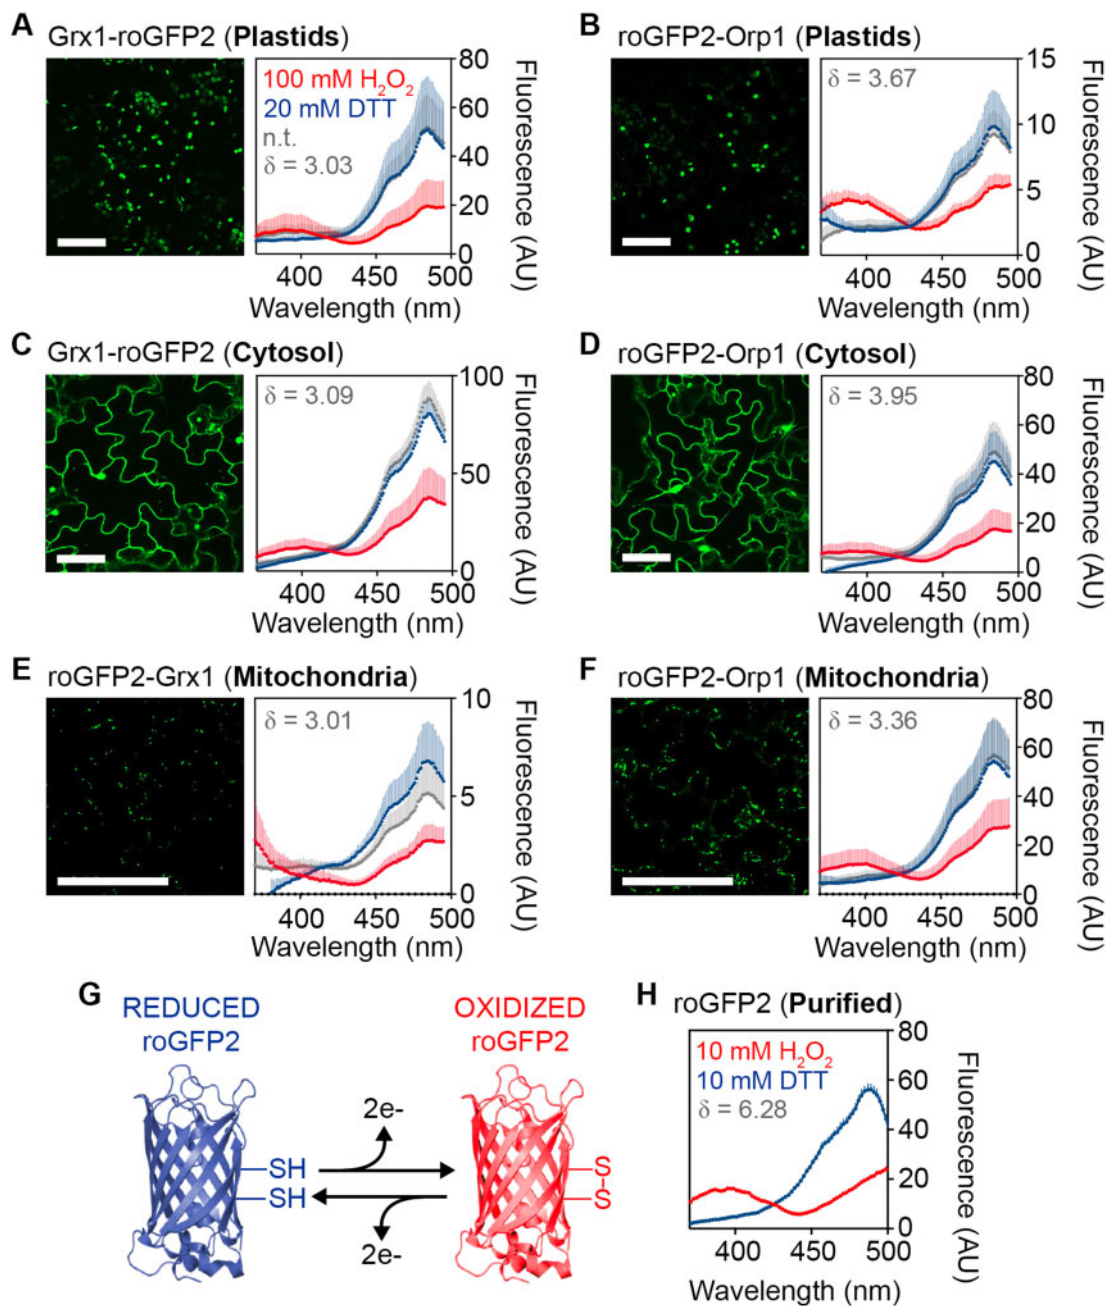 A Grx1-roGFP2 (Plastids)
100 mM H₂O₂
20 mM DTT
n.t.
δ = 3.03
80
60
40
20
0
Fluorescence (AU)
400 450 500
Wavelength (nm)
B roGFP2-Orp1 (Plastids)
δ = 3.67
15
10
5
0
Fluorescence (AU)
400 450 500
Wavelength (nm)
C Grx1-roGFP2 (Cytosol)
δ = 3.09
100
50
0
Fluorescence (AU)
400 450 500
Wavelength (nm)
D roGFP2-Orp1 (Cytosol)
δ = 3.95
80
60
40
20
0
Fluorescence (AU)
400 450 500
Wavelength (nm)
E roGFP2-Grx1 (Mitochondria)
δ = 3.01
10
5
0
Fluorescence (AU)
400 450 500
Wavelength (nm)
F roGFP2-Orp1 (Mitochondria)
δ = 3.36
80
60
40
20
0
Fluorescence (AU)
400 450 500
Wavelength (nm)
G
REDUCED
roGFP2
OXIDIZED
roGFP2
2e-
SH
SH
S
S
2e-
H roGFP2 (Purified)
10 mM H₂O₂
10 mM DTT
δ = 6.28
80
60
40
20
0
Fluorescence (AU)
400 450 500
Wavelength (nm)